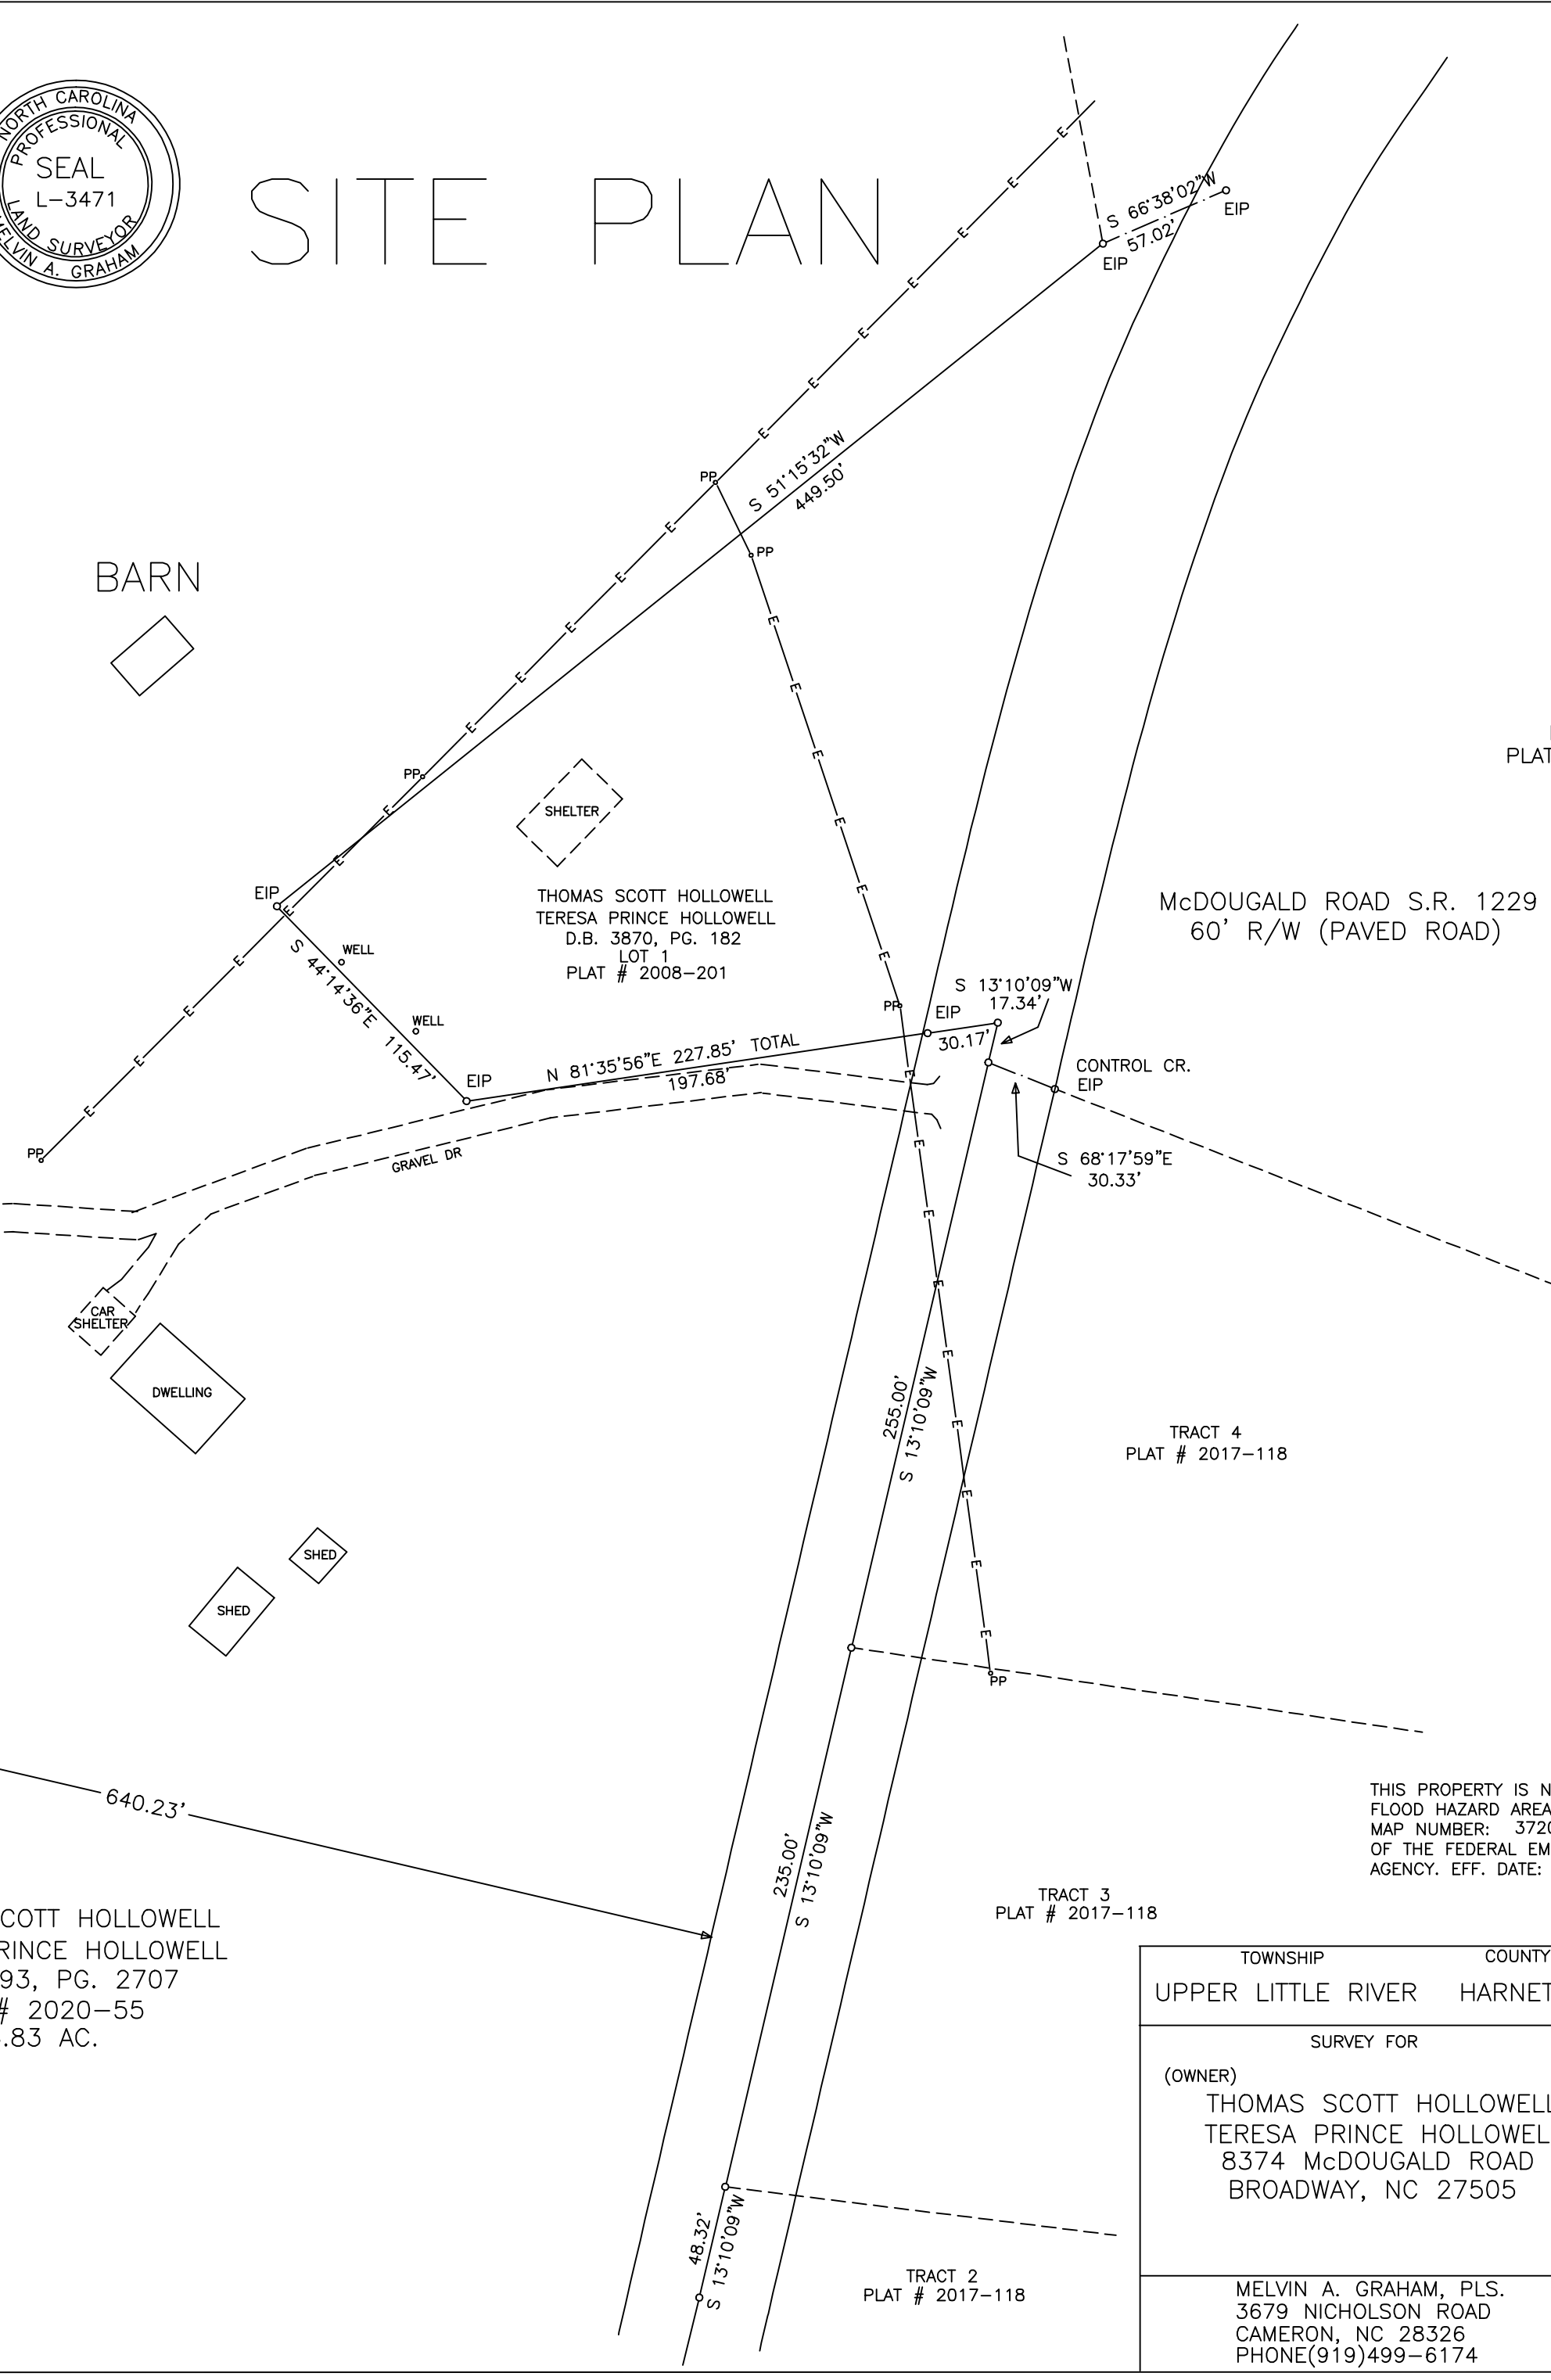 NORTH CAROLINA
PROFESSIONAL
SEAL
L-3471
LAND SURVEYOR
MELVIN A. GRAHAM
SITE PLAN
E
E
E
E
E
E
E
S 66°38'02"W
57.02'
EIP
EIP
S 51°15'32"W
449.50'
PP
PP
BARN
E
E
E
E
E
E
E
E
E
E
E
PP
E
E
E
SHELTER
PLAT
EIP
WELL
WELL
S 44°14'36"E 115.47'
E
E
E
E
PP
THOMAS SCOTT HOLLOWELL
TERESA PRINCE HOLLOWELL
D.B. 3870, PG. 182
LOT 1
PLAT # 2008-201
McDOUGALD ROAD S.R. 1229
60' R/W (PAVED ROAD)
PP
EIP
S 13°10'09"W
17.34'
30.17'
EIP
N 81°35'56"E 227.85' TOTAL
197.68'
CONTROL CR.
EIP
GRAVEL DR
S 68°17'59"E
30.33'
E
E
E
E
E
E
E
E
E
CAR
SHELTER
DWELLING
255.00'
S 13°10'09"W
TRACT 4
PLAT # 2017-118
SHED
SHED
PP
640.23'
235.00'
S 13°10'09"W
THIS PROPERTY IS N
FLOOD HAZARD AREA
MAP NUMBER: 3720
OF THE FEDERAL EM
AGENCY. EFF. DATE:
TRACT 3
PLAT # 2017-118
COTT HOLLOWELL
RINCE HOLLOWELL
93, PG. 2707
# 2020-55
.83 AC.
48.32'
S 13°10'09"W
TRACT 2
PLAT # 2017-118
TOWNSHIP COUNTY
UPPER LITTLE RIVER HARNET
SURVEY FOR
(OWNER)
THOMAS SCOTT HOLLOWELL
TERESA PRINCE HOLLOWEL
8374 McDOUGALD ROAD
BROADWAY, NC 27505
MELVIN A. GRAHAM, PLS.
3679 NICHOLSON ROAD
CAMERON, NC 28326
PHONE(919)499-6174